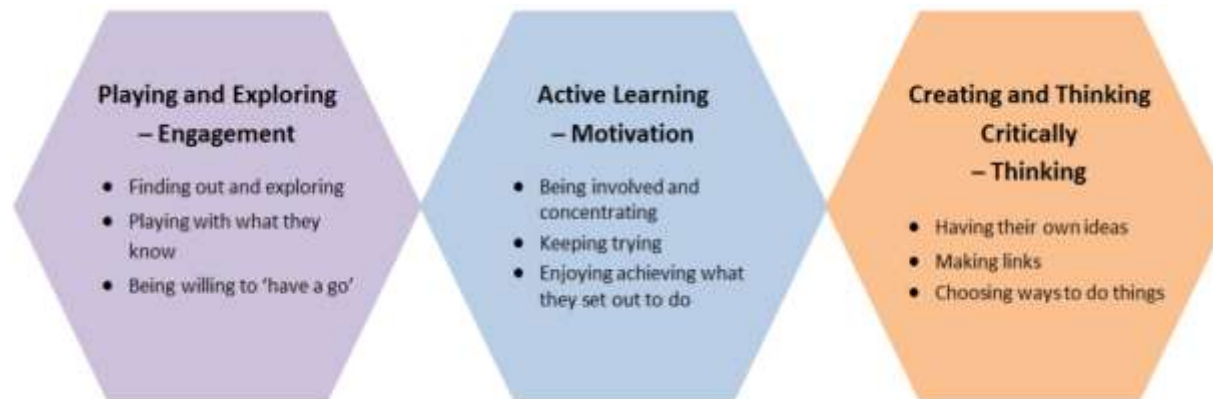 Playing and Exploring
– Engagement
• Finding out and exploring
• Playing with what they
know
• Being willing to ‘have a go’
Active Learning
– Motivation
• Being involved and
concentrating
• Keeping trying
• Enjoying achieving what
they set out to do
Creating and Thinking
Critically
– Thinking
• Having their own ideas
• Making links
• Choosing ways to do things